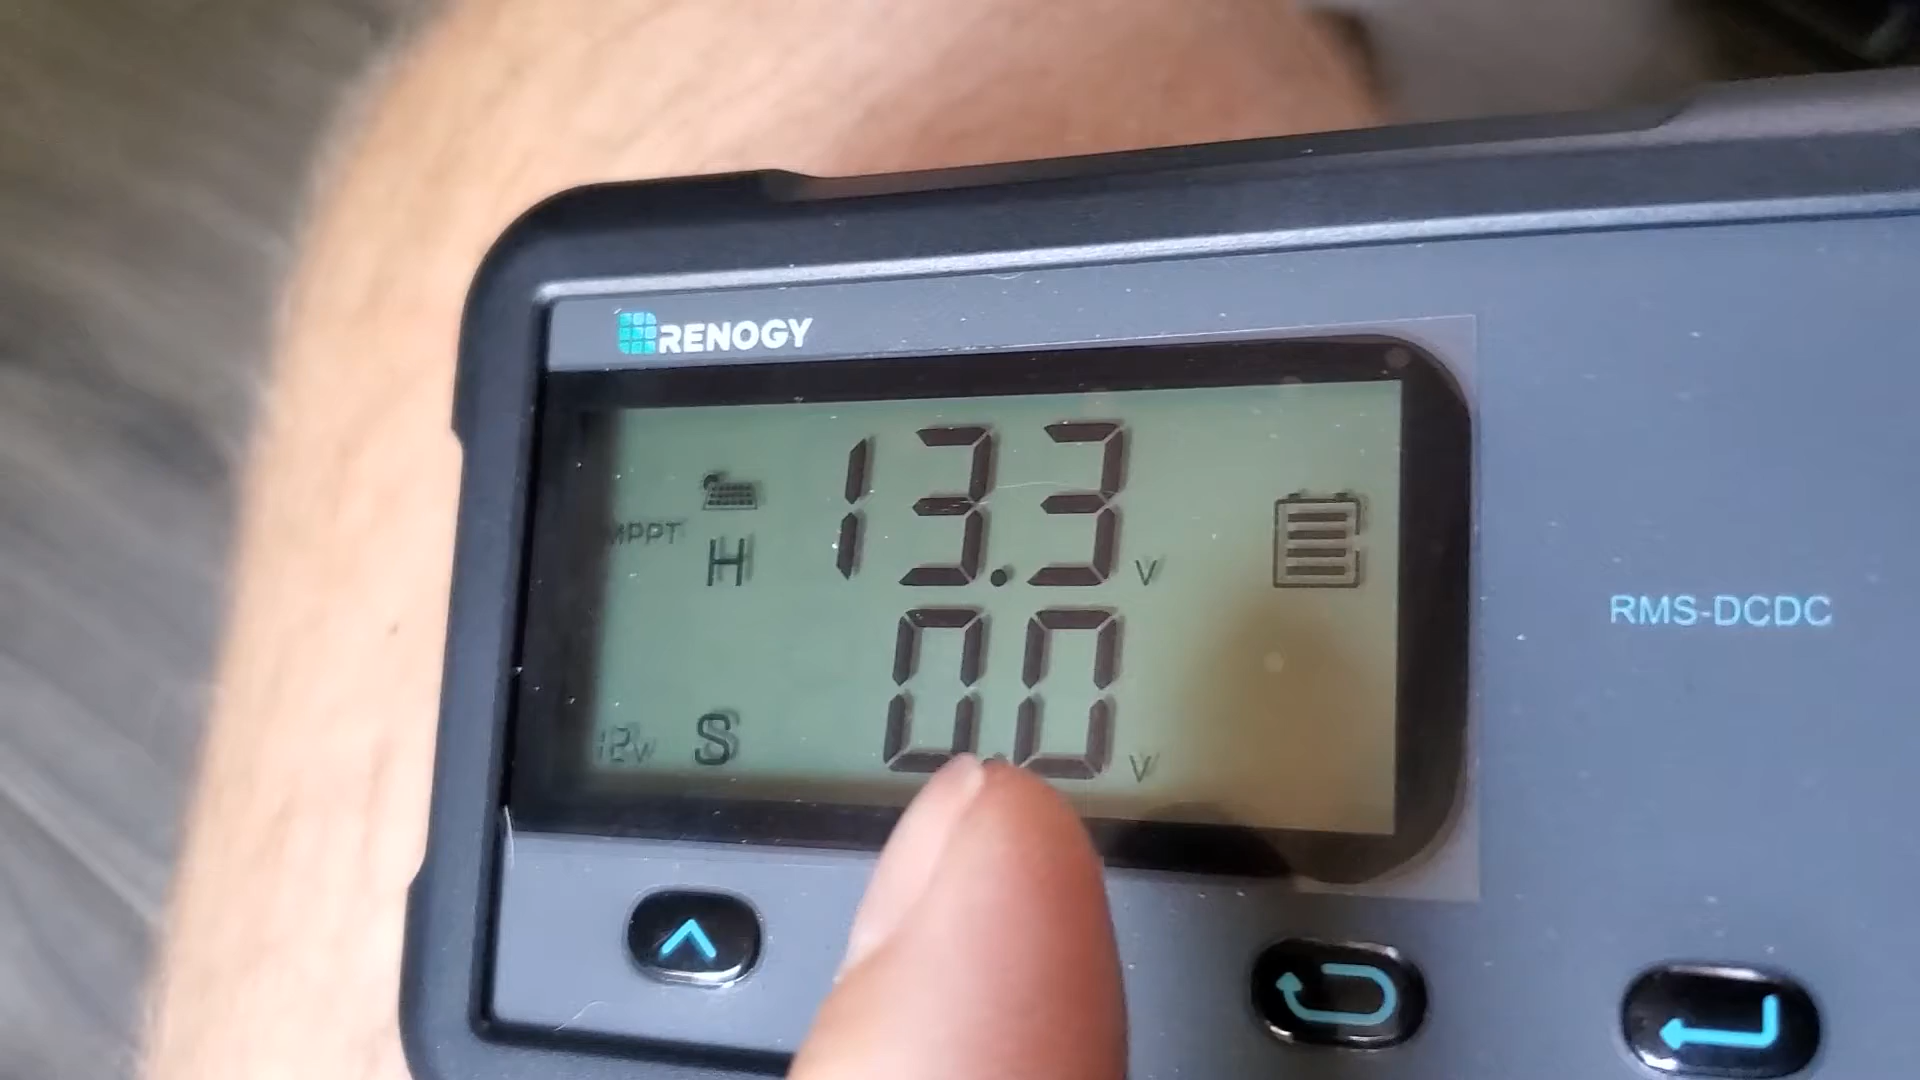 RENOGY
MPPT
H
13.3 V
RMS-DCDC
12V
S
0.0 V